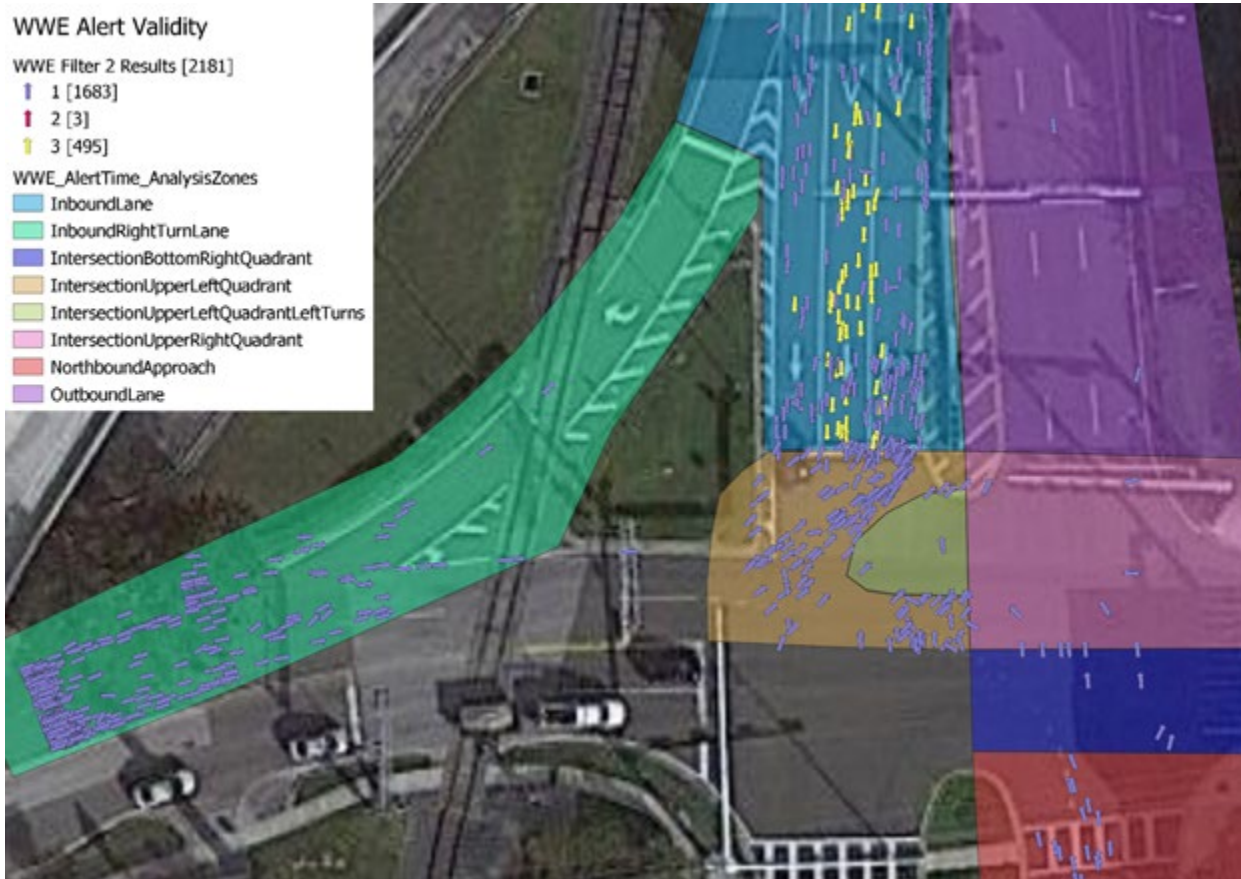 WWE Alert Validity
WWE Filter 2 Results [2181]
1 [1683]
2 [3]
3 [495]
WWE_AlertTime_AnalysisZones
InboundLane
InboundRightTurnLane
IntersectionBottomRightQuadrant
IntersectionUpperLeftQuadrant
IntersectionUpperLeftQuadrantLeftTurns
IntersectionUpperRightQuadrant
NorthboundApproach
OutboundLane